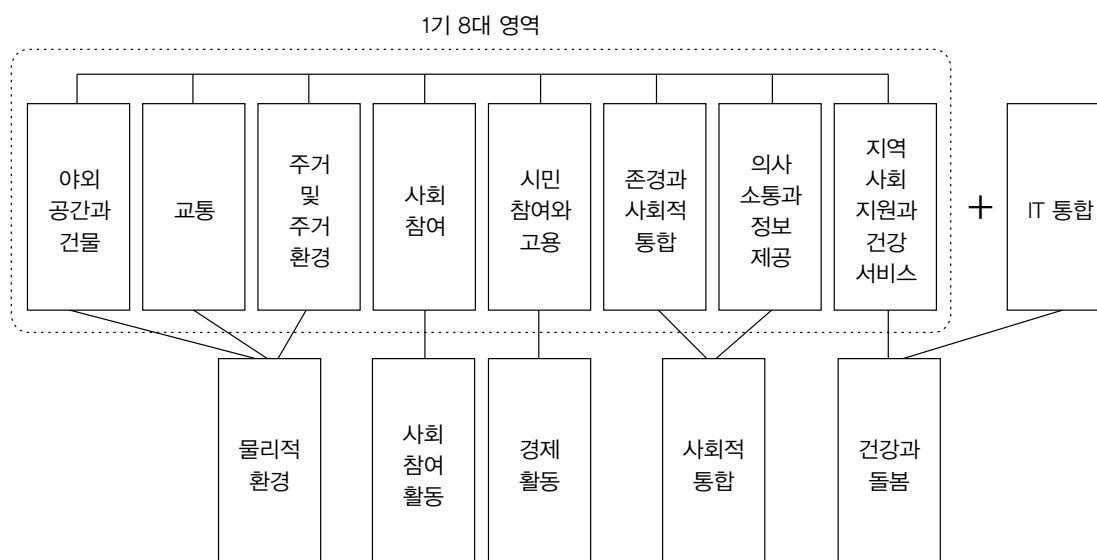 1기 8대 영역
야외
공간과
건물
교통
주거
및
주거
환경
사회
참여
시민
참여와
고용
존경과
사회적
통합
의사
소통과
정보
제공
지역
사회
지원과
건강
서비스
+
IT 통합
물리적
환경
사회
참여
활동
경제
활동
사회적
통합
건강과
돌봄